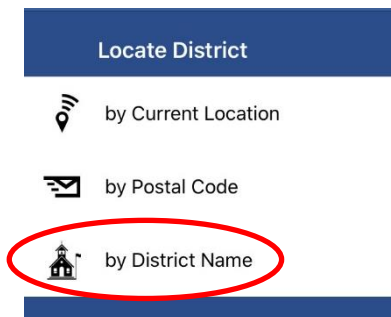 Locate District
by Current Location
by Postal Code
by District Name